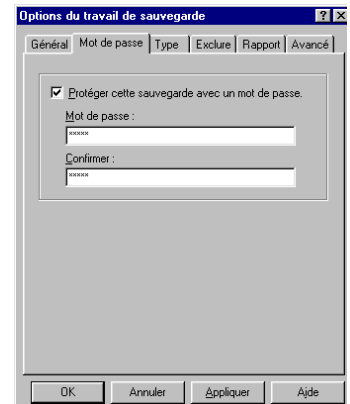 Options du travail de sauvegarde
Général Mot de passe Type Exclure Rapport Avancé
Protéger cette sauvegarde avec un mot de passe.
Mot de passe :
*****
Confirmer :
*****
OK Annuler Appliquer Aide